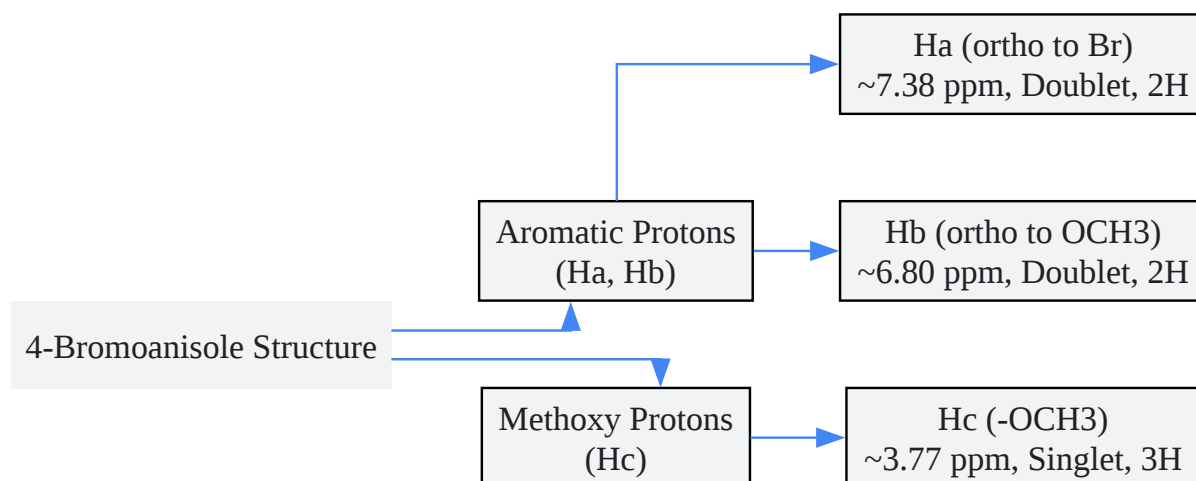 Ha (ortho to Br)
~7.38 ppm, Doublet, 2H
Aromatic Protons
(Ha, Hb)
Hb (ortho to OCH3)
~6.80 ppm, Doublet, 2H
4-Bromoanisole Structure
Methoxy Protons
(Hc)
Hc (-OCH3)
~3.77 ppm, Singlet, 3H